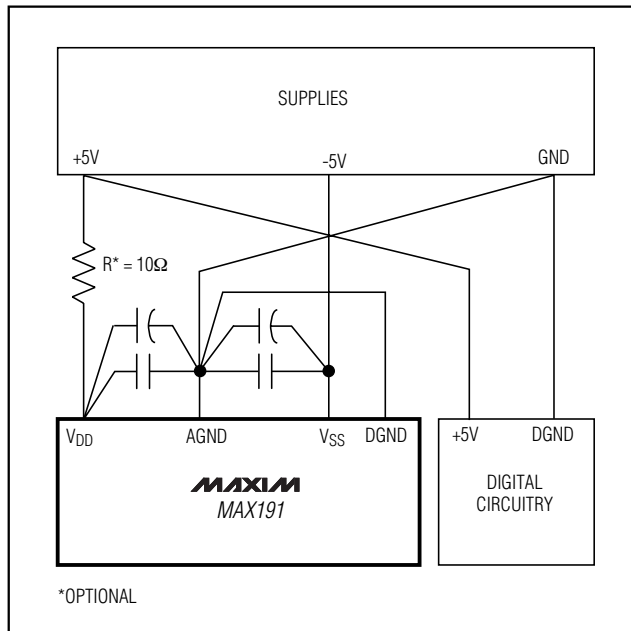 SUPPLIES
+5V -5V GND
R* = 10Ω
VDD AGND VSS DGND
MAXIM
MAX191
+5V DGND
DIGITAL
CIRCUITRY
*OPTIONAL